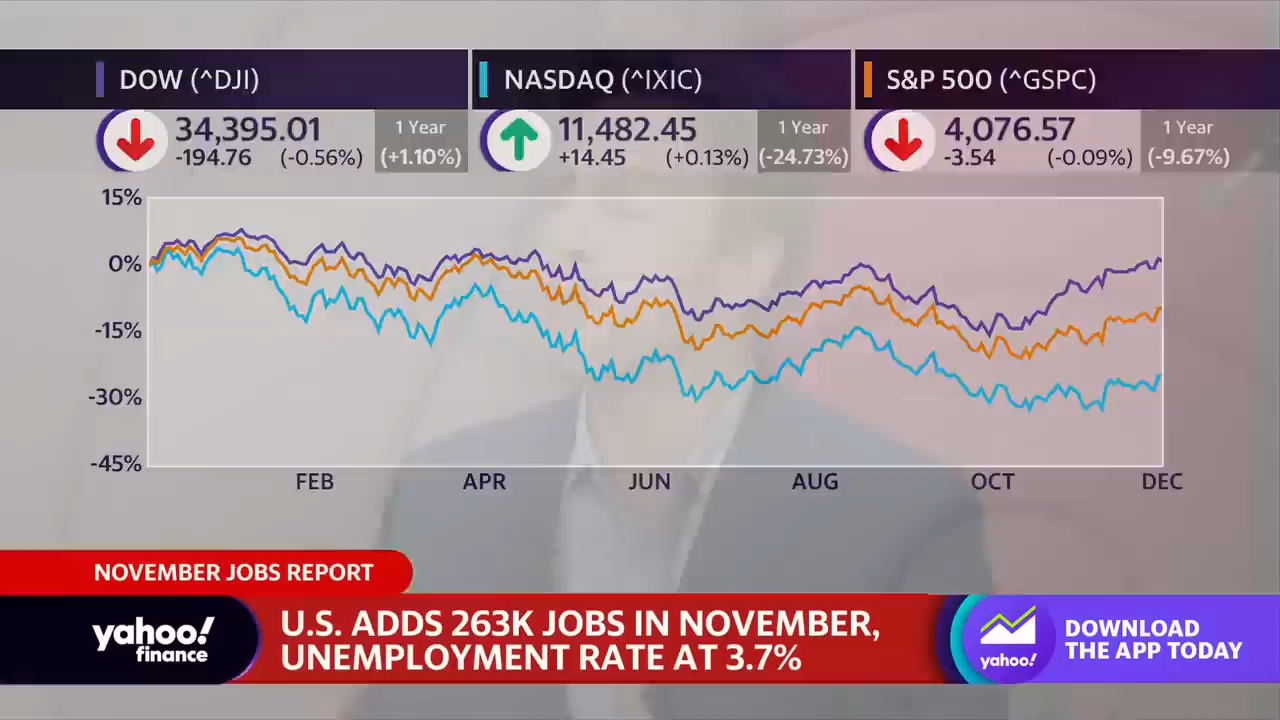 DOW (^DJI)
34,395.01
-194.76 (-0.56%)
1 Year
(+1.10%)
NASDAQ (^IXIC)
11,482.45
+14.45 (+0.13%)
1 Year
(-24.73%)
S&P 500 (^GSPC)
4,076.57
-3.54 (-0.09%)
1 Year
(-9.67%)
15%
0%
-15%
-30%
-45%
FEB APR JUN AUG OCT DEC
NOVEMBER JOBS REPORT
yahoo!
finance
U.S. ADDS 263K JOBS IN NOVEMBER,
UNEMPLOYMENT RATE AT 3.7%
yahoo!
DOWNLOAD
THE APP TODAY